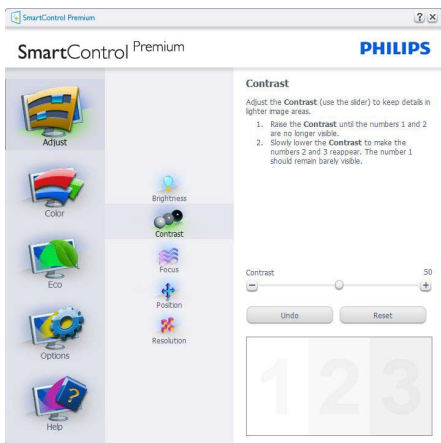 SmartControl Premium
? ×
SmartControl Premium
PHILIPS
Adjust
Color
Eco
Options
Help
Brightness
Contrast
Focus
Position
Resolution
Contrast
Adjust the Contrast (use the slider) to keep details in
lighter image areas.
1. Raise the Contrast until the numbers 1 and 2
are no longer visible.
2. Slowly lower the Contrast to make the
numbers 2 and 3 reappear. The number 1
should remain barely visible.
Contrast 50
− +
Undo Reset
1 2 3